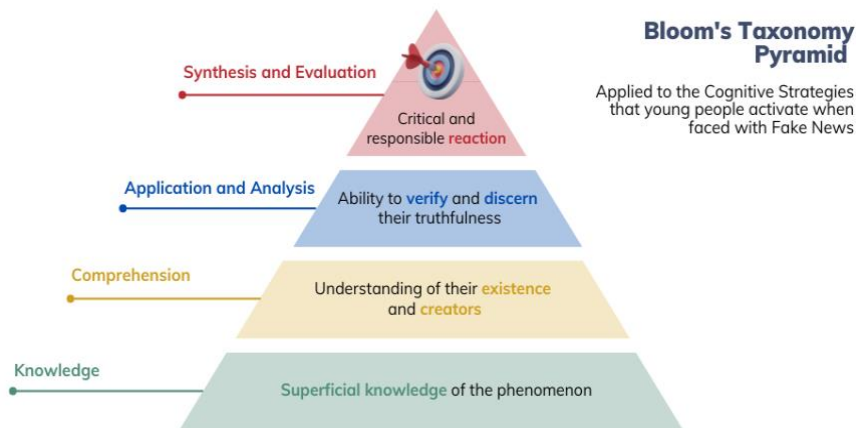 Bloom's Taxonomy
Pyramid
Applied to the Cognitive Strategies
that young people activate when
faced with Fake News
Synthesis and Evaluation
Critical and
responsible reaction
Application and Analysis
Ability to verify and discern
their truthfulness
Comprehension
Understanding of their existence
and creators
Knowledge
Superficial knowledge of the phenomenon